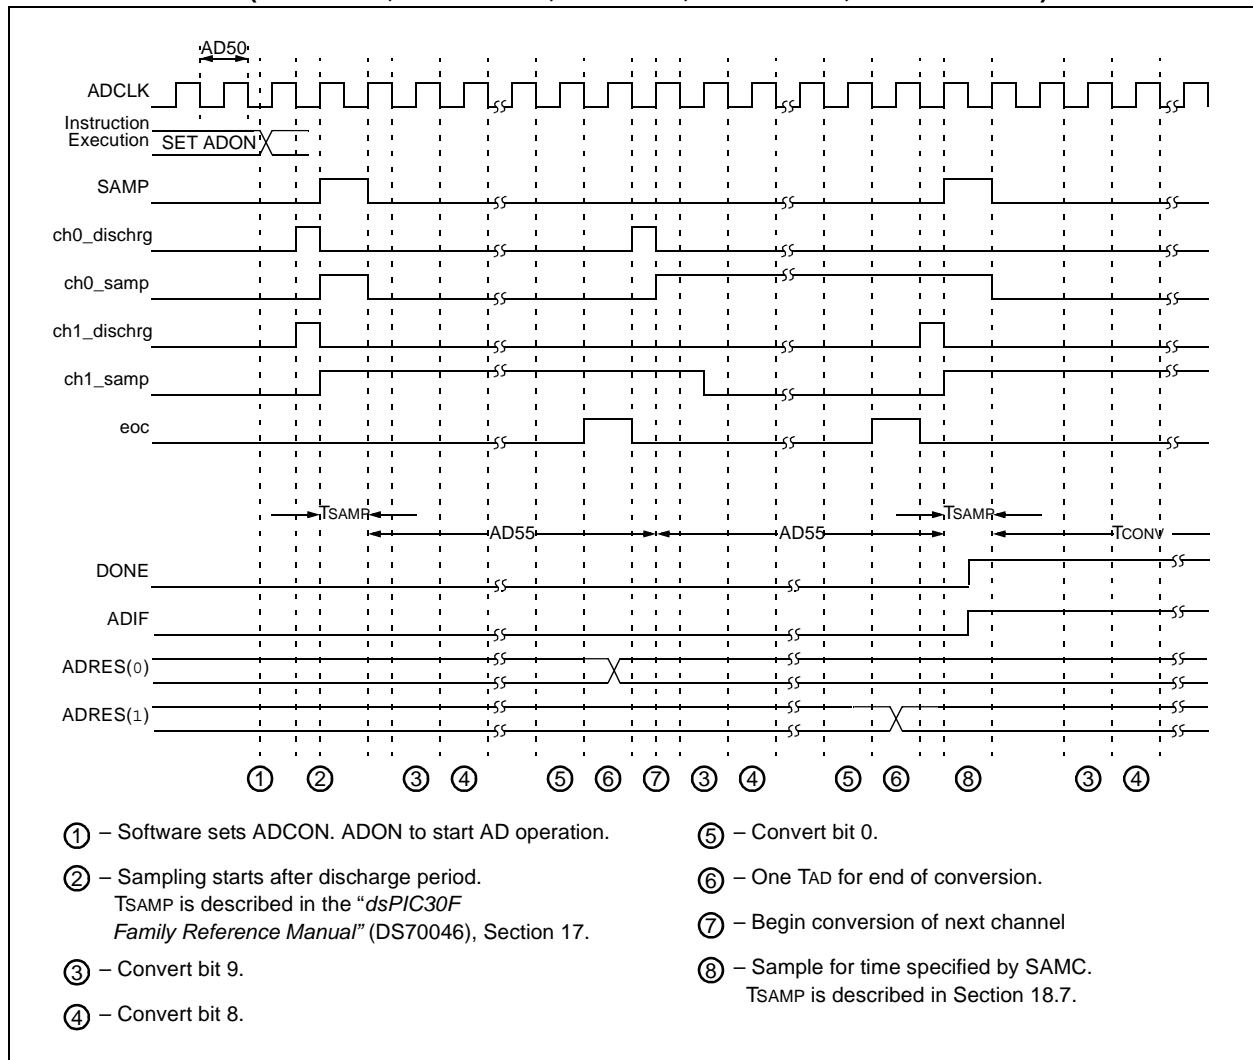 AD50
ADCLK
Instruction
Execution SET ADON
SAMP
ch0_dischrg
ch0_samp
ch1_dischrg
ch1_samp
eoc
TSAMP TSAMP
AD55 AD55 TCONV
DONE
ADIF
ADRES(0)
ADRES(1)
1 2 3 4 5 6 7 3 4 5 6 8 3 4
1 – Software sets ADCON. ADON to start AD operation.
2 – Sampling starts after discharge period.
TSAMP is described in the “dsPIC30F
Family Reference Manual” (DS70046), Section 17.
3 – Convert bit 9.
4 – Convert bit 8.
5 – Convert bit 0.
6 – One TAD for end of conversion.
7 – Begin conversion of next channel
8 – Sample for time specified by SAMC.
TSAMP is described in Section 18.7.